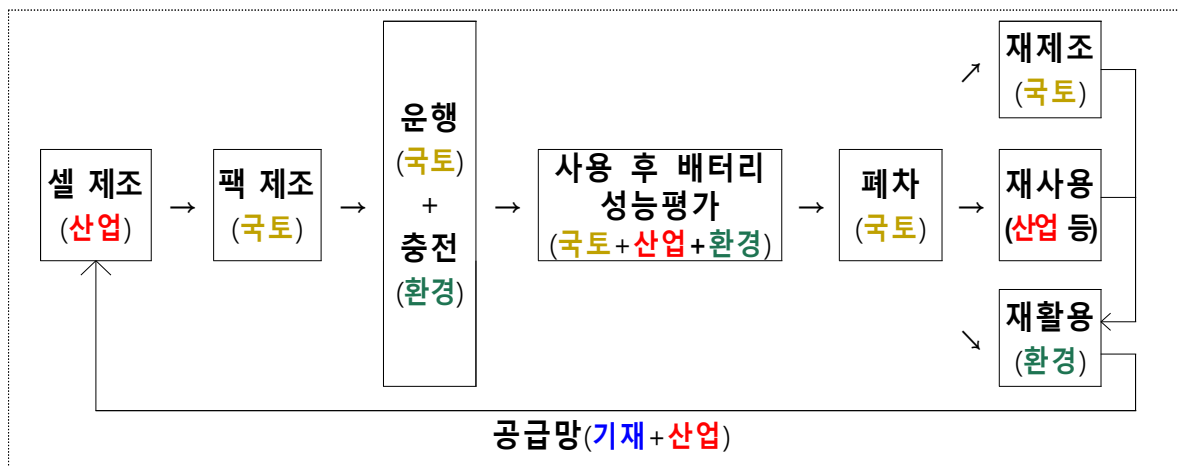 셀 제조
(산업)
→
팩 제조
(국토)
→
운행
(국토)
+
충전
(환경)
→
사용 후 배터리
성능평가
(국토+산업+환경)
→
폐차
(국토)
↗
재제조
(국토)
→
재사용
(산업 등)
↘
재활용
(환경)
공급망(기재+산업)